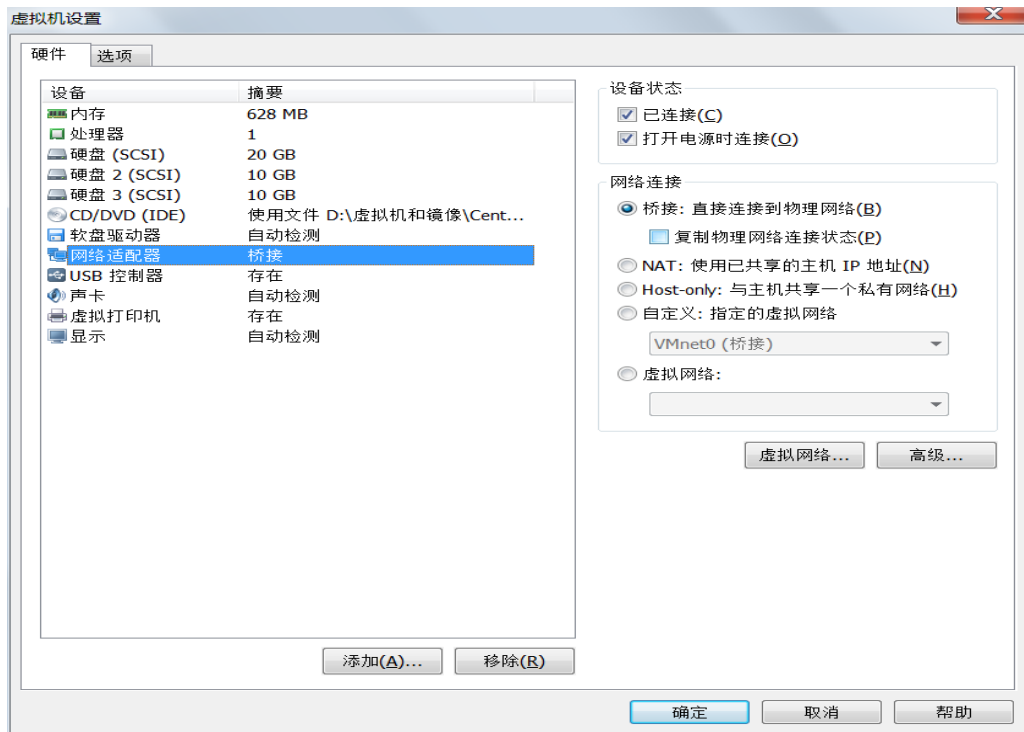 虚拟机设置
硬件
选项
设备 摘要
内存 628 MB
处理器 1
硬盘 (SCSI) 20 GB
硬盘 2 (SCSI) 10 GB
硬盘 3 (SCSI) 10 GB
CD/DVD (IDE) 使用文件 D:\虚拟机和镜像\Cent...
软盘驱动器 自动检测
网络适配器 桥接
USB 控制器 存在
声卡 自动检测
虚拟打印机 存在
显示 自动检测
添加(A)...
移除(R)
设备状态
已连接(C)
打开电源时连接(O)
网络连接
桥接: 直接连接到物理网络(B)
复制物理网络连接状态(P)
NAT: 使用已共享的主机 IP 地址(N)
Host-only: 与主机共享一个私有网络(H)
自定义: 指定的虚拟网络
VMnet0 (桥接)
虚拟网络:
虚拟网络...
高级...
确定
取消
帮助